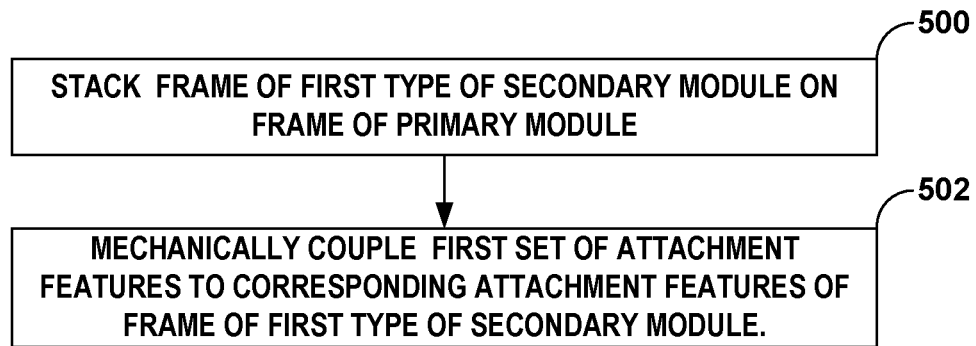 500
STACK FRAME OF FIRST TYPE OF SECONDARY MODULE ON
FRAME OF PRIMARY MODULE
502
MECHANICALLY COUPLE FIRST SET OF ATTACHMENT
FEATURES TO CORRESPONDING ATTACHMENT FEATURES OF
FRAME OF FIRST TYPE OF SECONDARY MODULE.